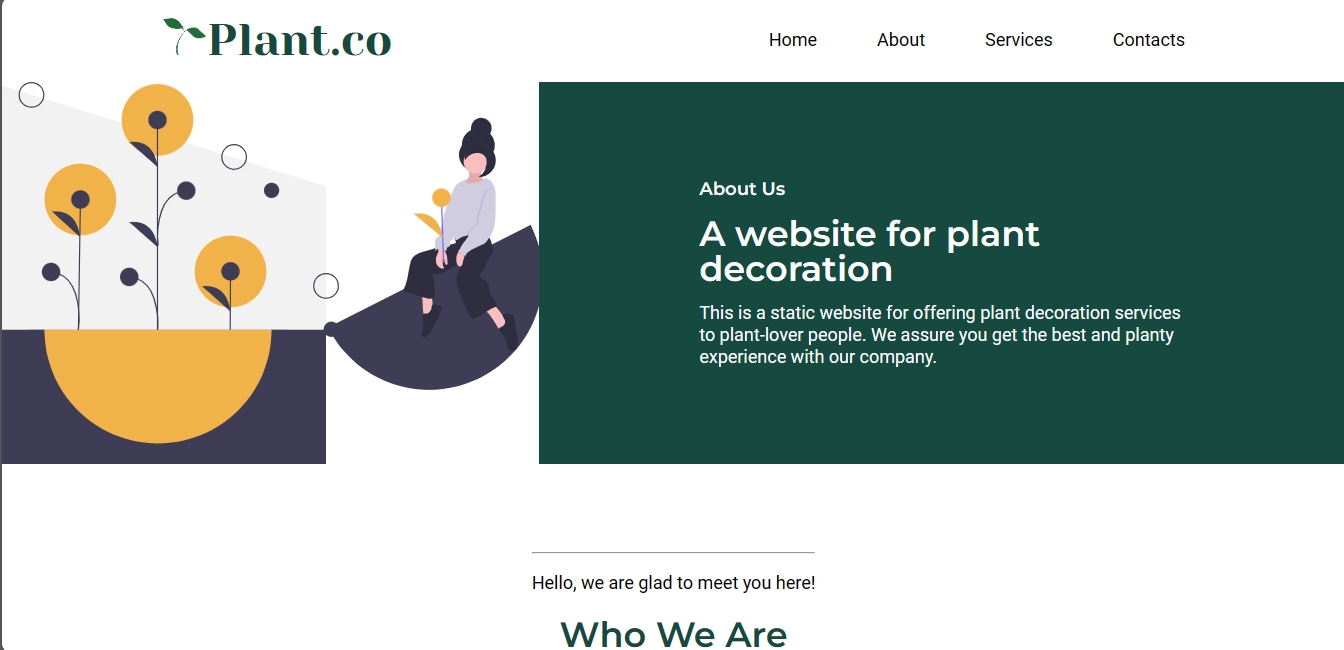 Plant.co
Home About Services Contacts
About Us
A website for plant
decoration
This is a static website for offering plant decoration services
to plant-lover people. We assure you get the best and planty
experience with our company.
Hello, we are glad to meet you here!
Who We Are